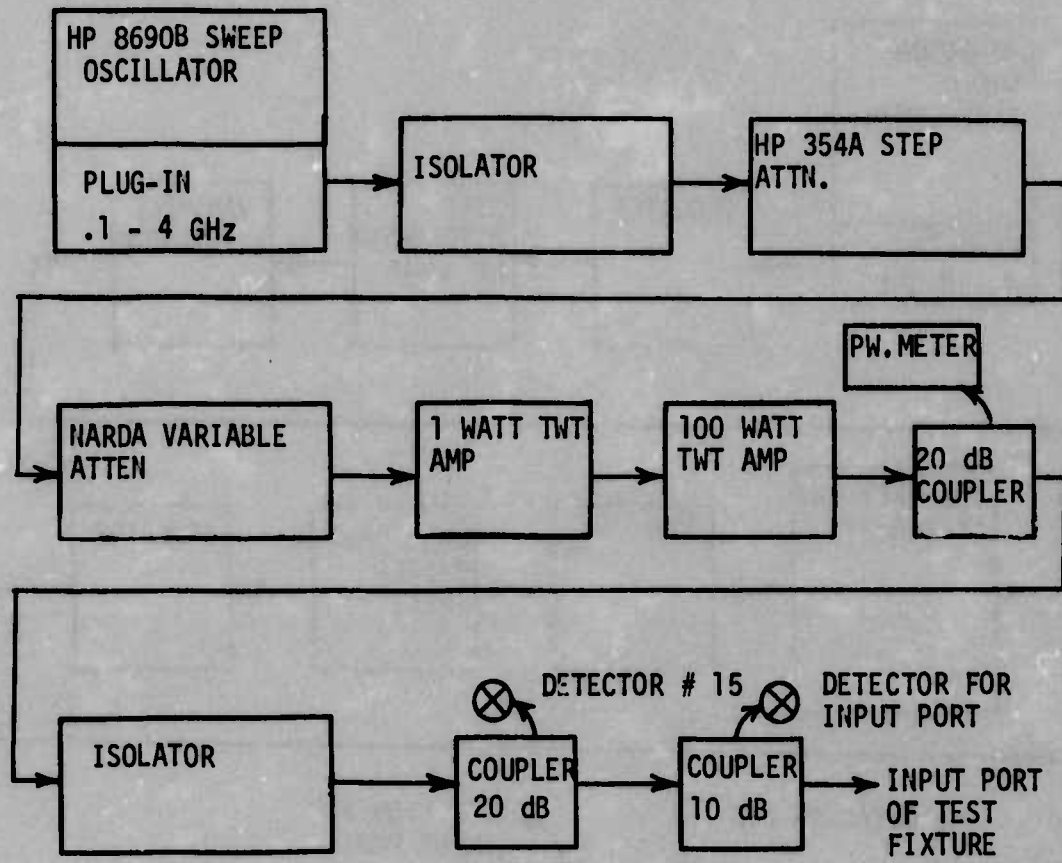 HP 8690B SWEEP
OSCILLATOR
PLUG-IN
.1 - 4 GHz
ISOLATOR
HP 354A STEP
ATTN.
NARDA VARIABLE
ATTEN
1 WATT TWT
AMP
100 WATT
TWT AMP
PW.METER
20 dB
COUPLER
ISOLATOR
DETECTOR # 15
COUPLER
20 dB
DETECTOR FOR
INPUT PORT
COUPLER
10 dB
INPUT PORT
OF TEST
FIXTURE